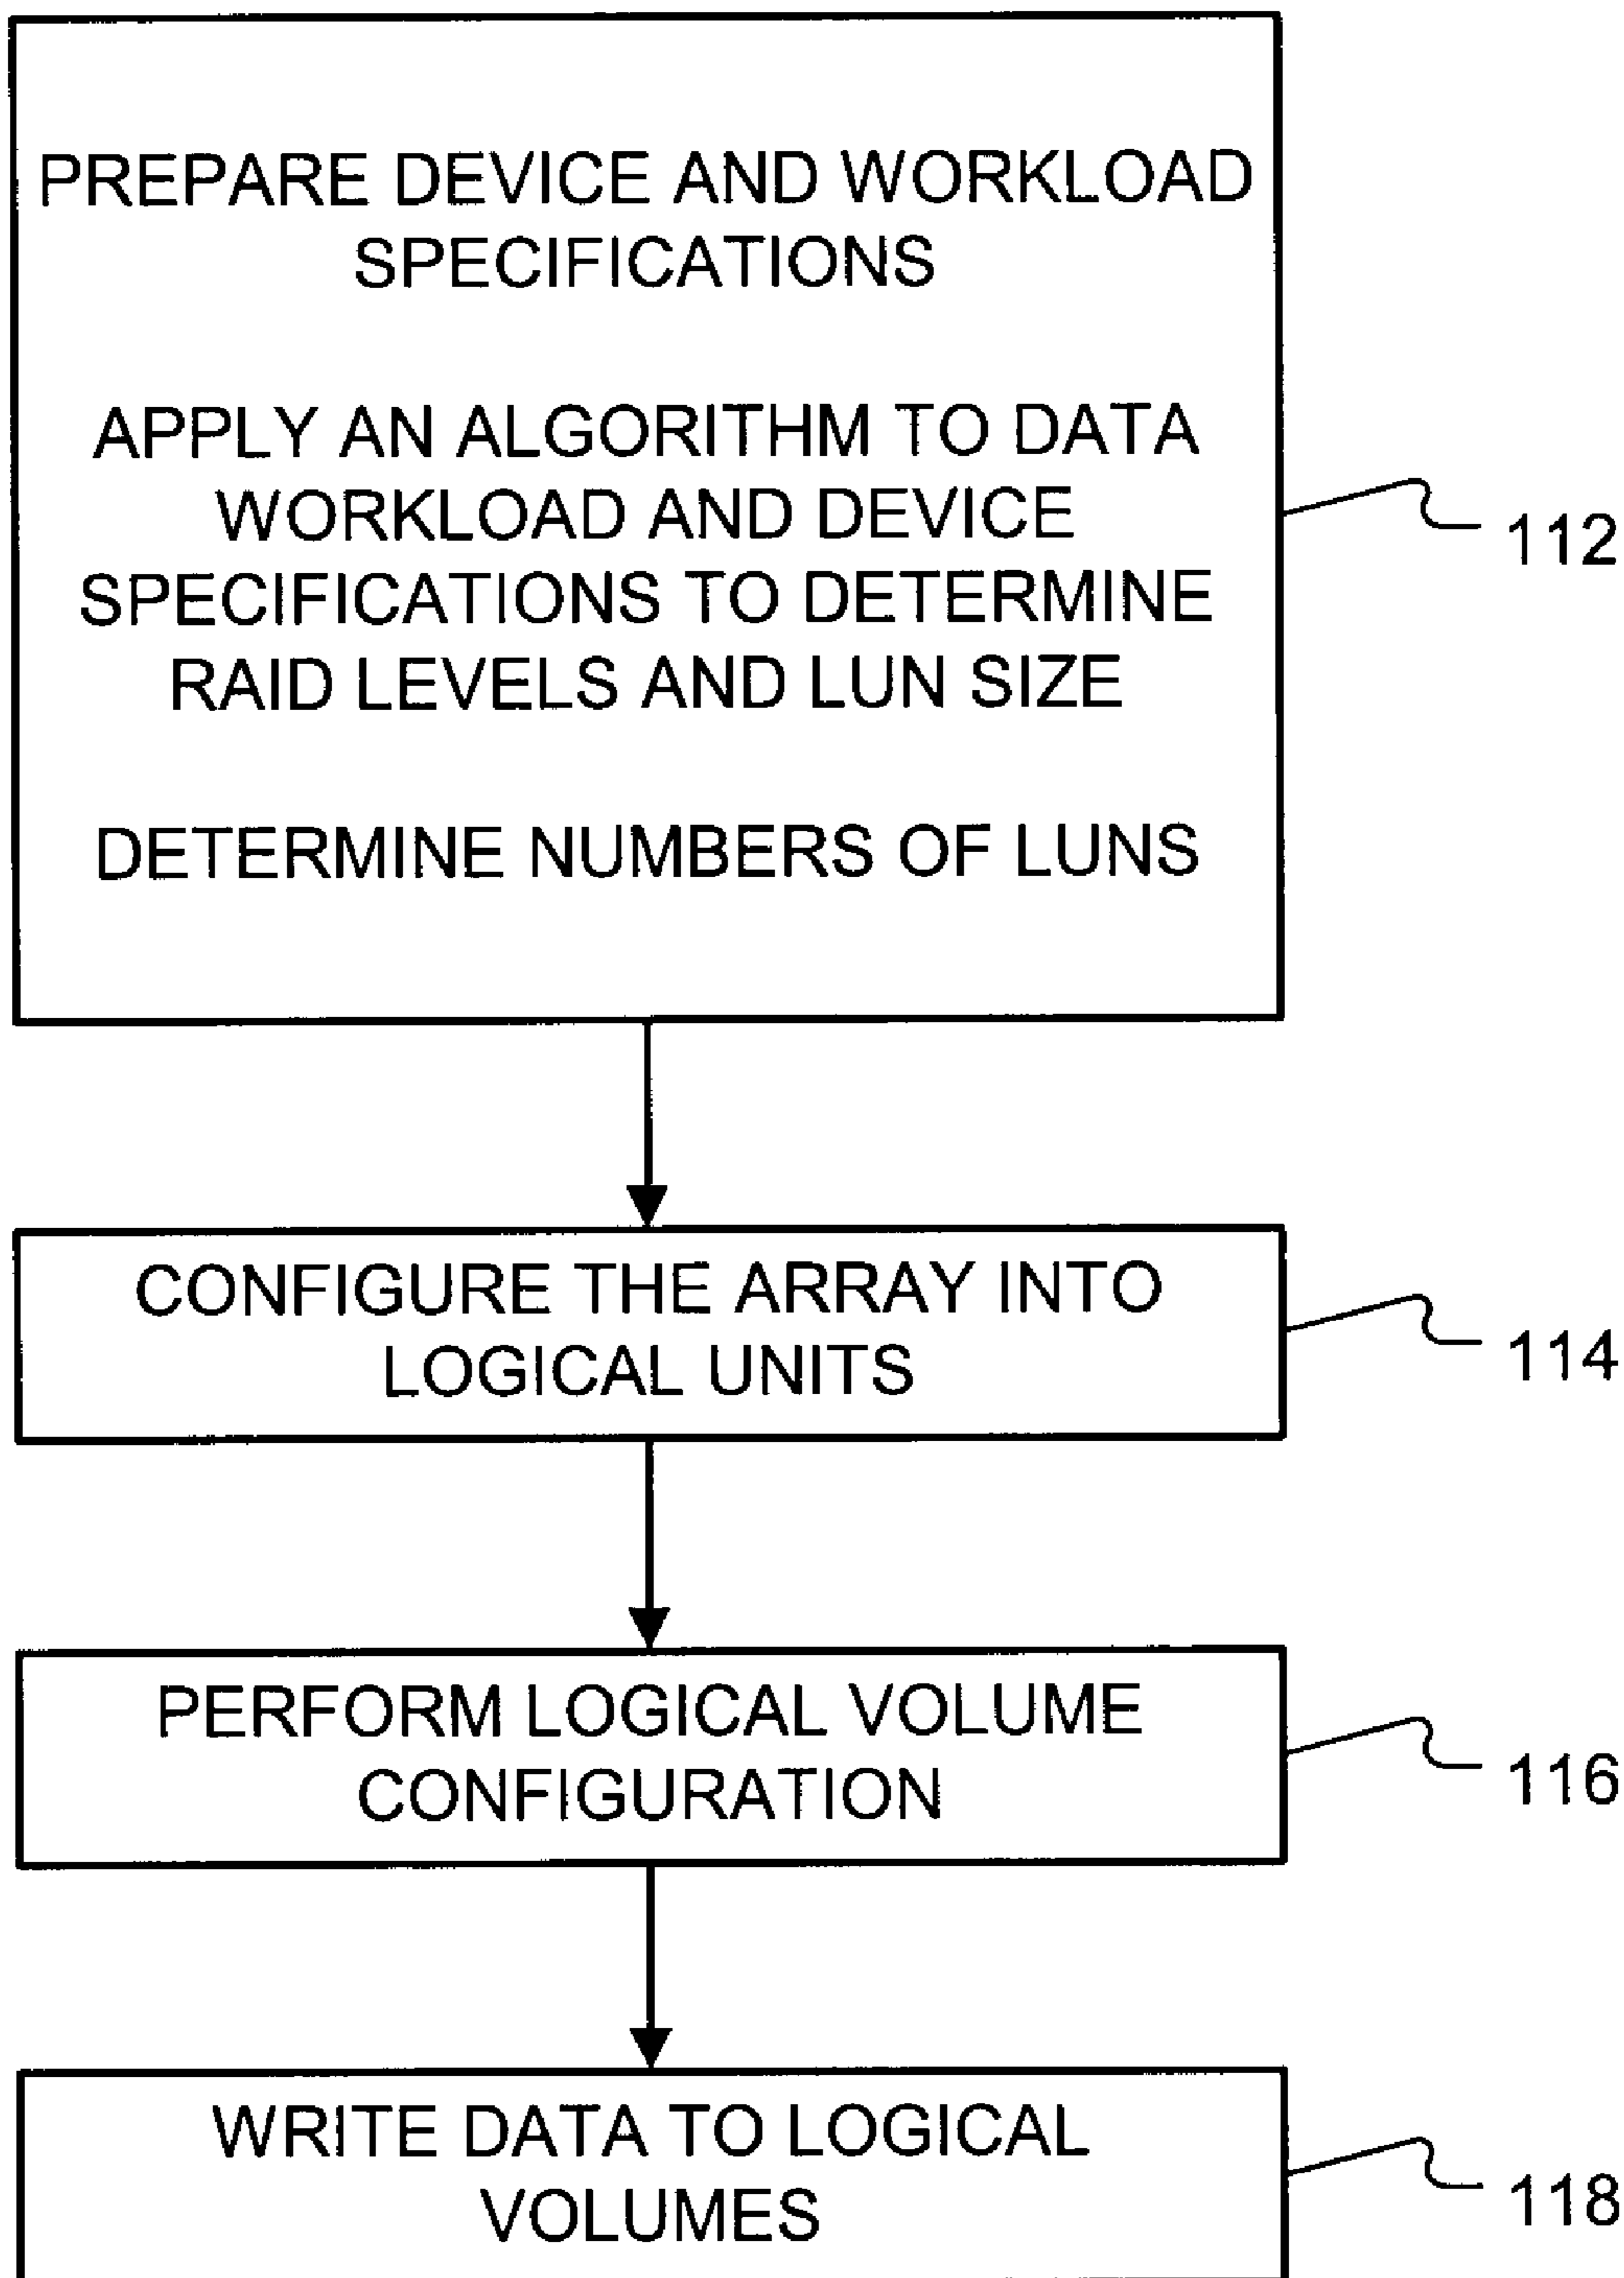 PREPARE DEVICE AND WORKLOAD
SPECIFICATIONS
APPLY AN ALGORITHM TO DATA
WORKLOAD AND DEVICE
SPECIFICATIONS TO DETERMINE
RAID LEVELS AND LUN SIZE
DETERMINE NUMBERS OF LUNS
112
CONFIGURE THE ARRAY INTO
LOGICAL UNITS
114
PERFORM LOGICAL VOLUME
CONFIGURATION
116
WRITE DATA TO LOGICAL
VOLUMES
118